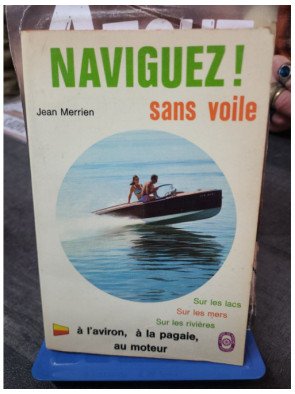 NAVIGUEZ!
Jean Merrien
sans voile
Sur les lacs
Sur les mers
Sur les rivières
à l'aviron, à la pagaie,
au moteur